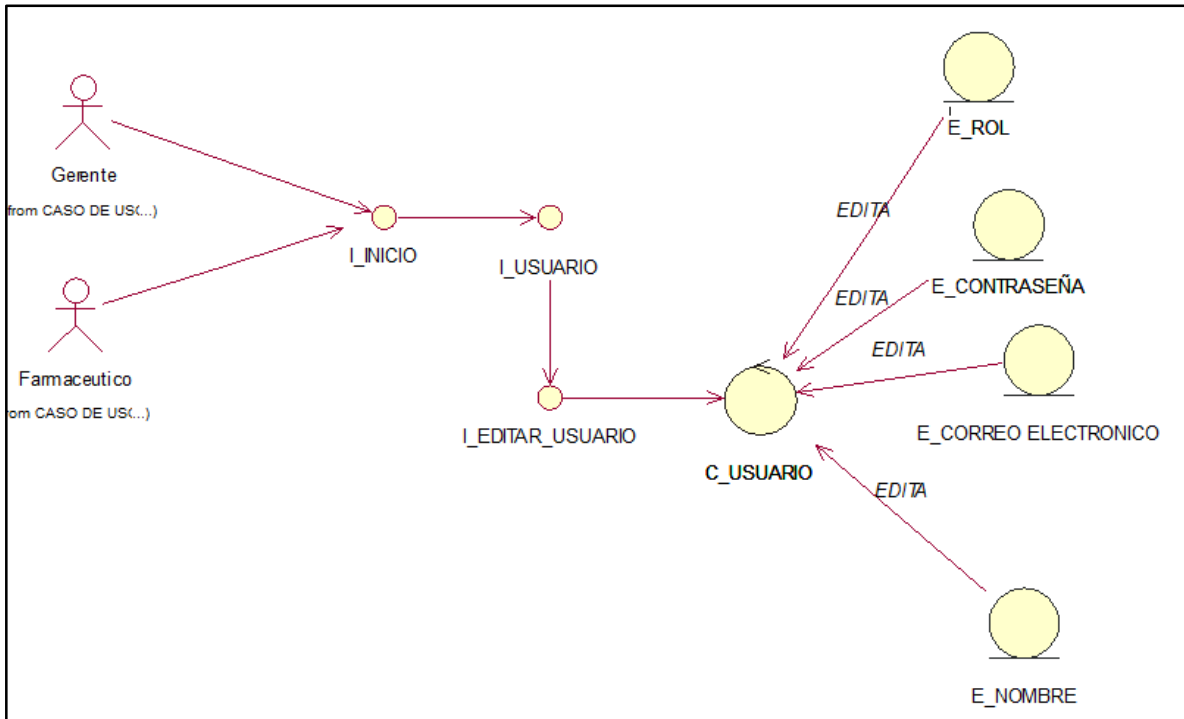 Gerente
from CASO DE US(...)
Farmaceutico
rom CASO DE US(...)
I_INICIO
I_USUARIO
I_EDITAR_USUARIO
C_USUARIO
E_ROL
EDITA
E_CONTRASEÑA
EDITA
EDITA
E_CORREO ELECTRONICO
EDITA
E_NOMBRE